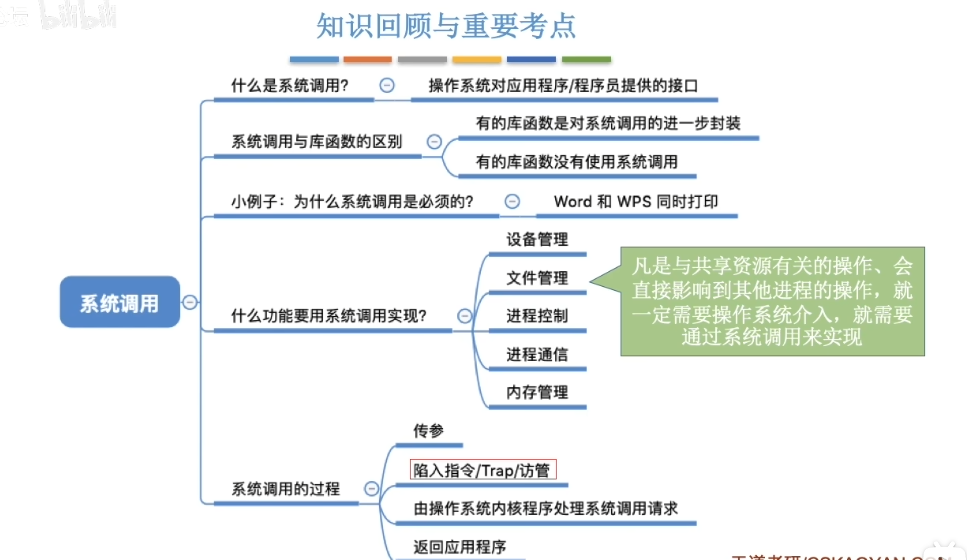 bilibili
知识回顾与重要考点
什么是系统调用?
操作系统对应用程序/程序员提供的接口
系统调用与库函数的区别
有的库函数是对系统调用的进一步封装
有的库函数没有使用系统调用
小例子：为什么系统调用是必须的?
Word 和 WPS 同时打印
系统调用
什么功能要用系统调用实现?
设备管理
文件管理
进程控制
进程通信
内存管理
凡是与共享资源有关的操作、会
直接影响到其他进程的操作，就
一定需要操作系统介入，就需要
通过系统调用来实现
系统调用的过程
传参
陷入指令/Trap/访管
由操作系统内核程序处理系统调用请求
返回应用程序